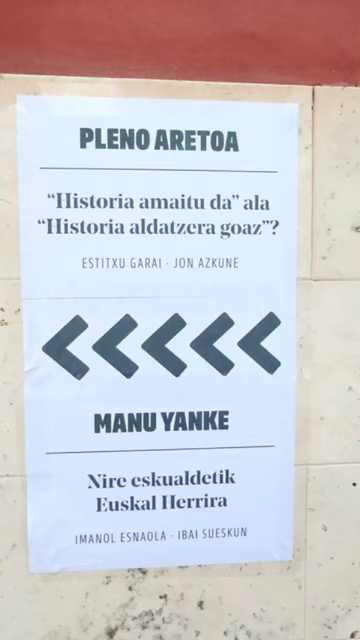 PLENO ARETOA
“Historia amaitu da” ala
“Historia aldatzera goaz”?
ESTITXU GARAI · JON AZKUNE
MANU YANKE
Nire eskualdetik
Euskal Herrira
IMANOL ESNAOLA · IBAI SUESKUN